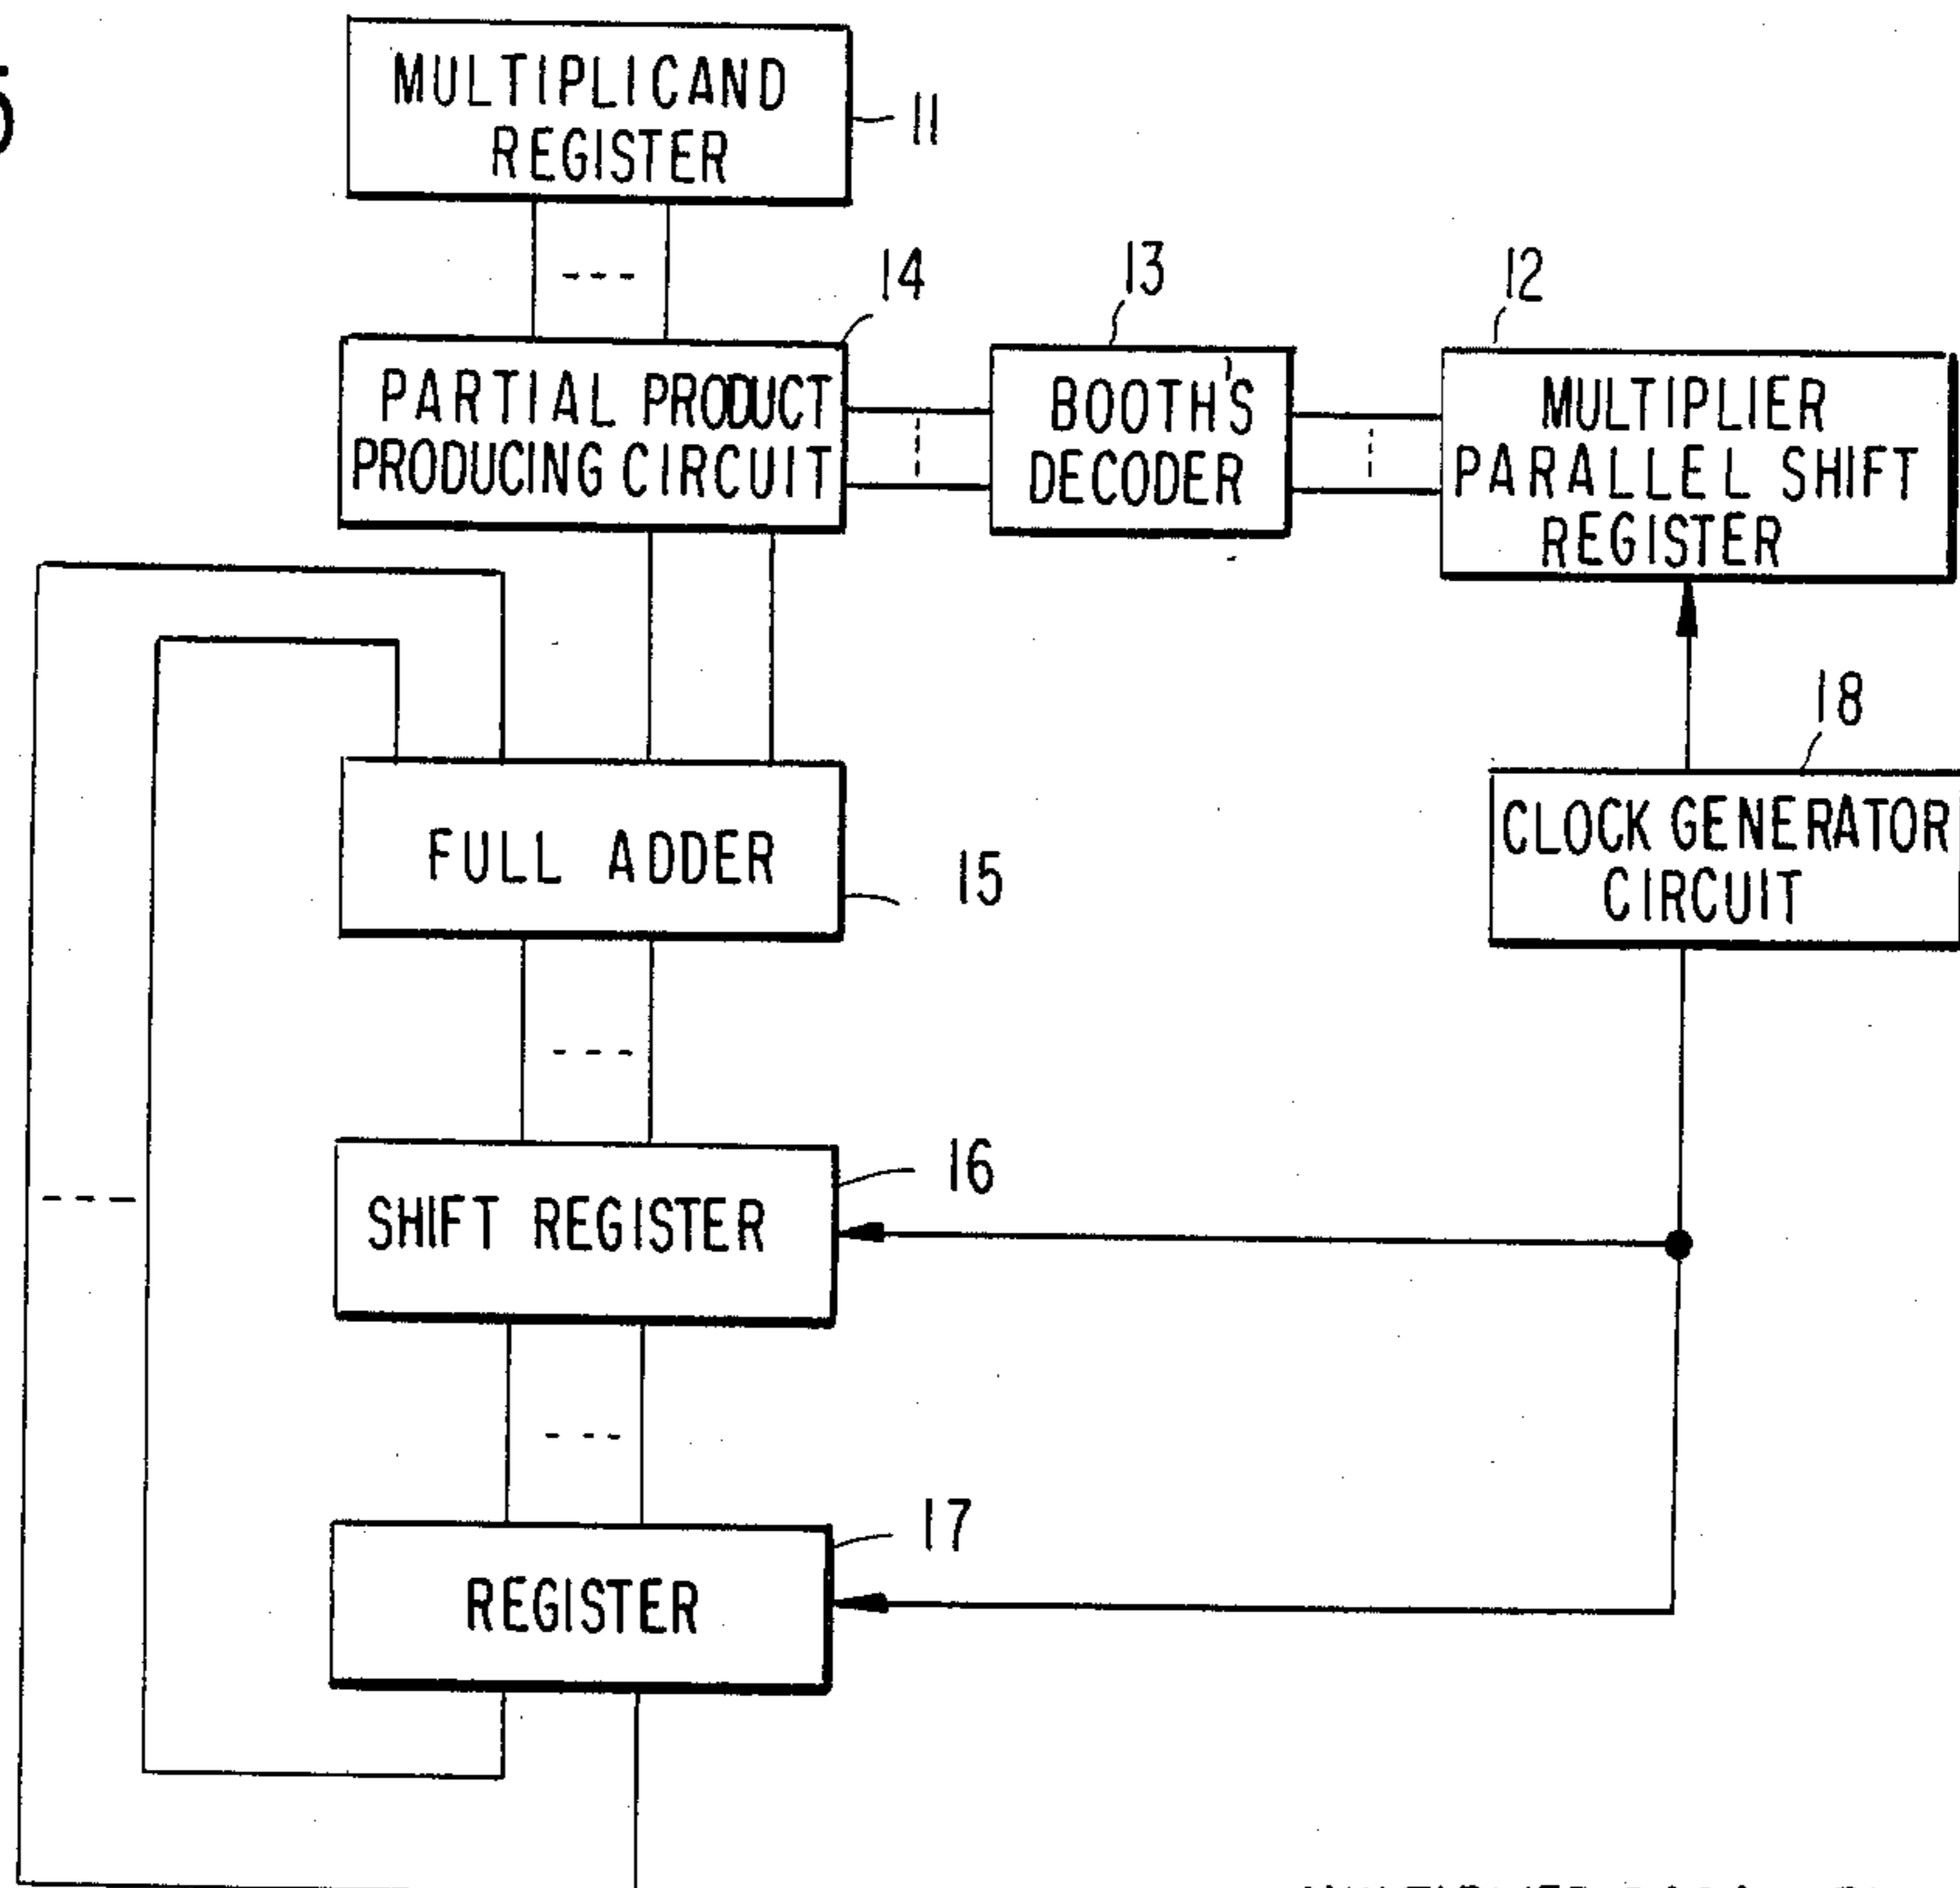 5
MULTIPLICAND
REGISTER
11
14
13
12
PARTIAL PRODUCT
PRODUCING CIRCUIT
BOOTH'S
DECODER
MULTIPLIER
PARALLEL SHIFT
REGISTER
18
FULL ADDER
15
CLOCK GENERATOR
CIRCUIT
16
SHIFT REGISTER
17
REGISTER